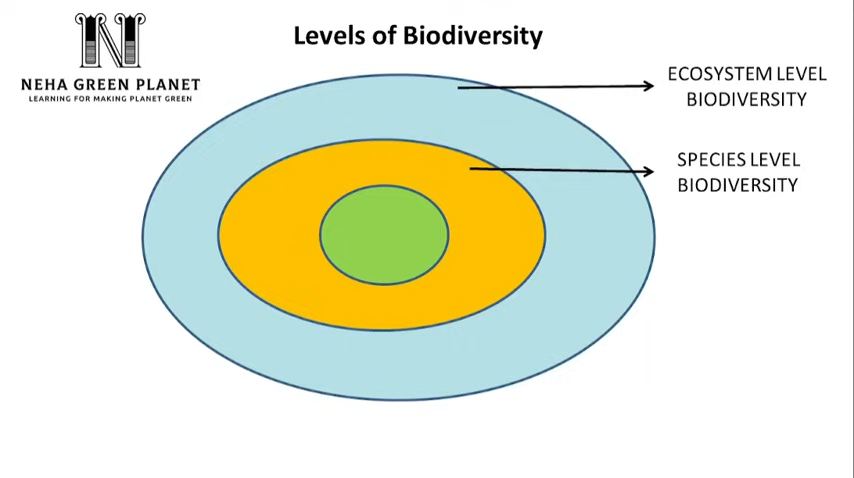 Levels of Biodiversity
NEHA GREEN PLANET
LEARNING FOR MAKING PLANET GREEN
ECOSYSTEM LEVEL
BIODIVERSITY
SPECIES LEVEL
BIODIVERSITY